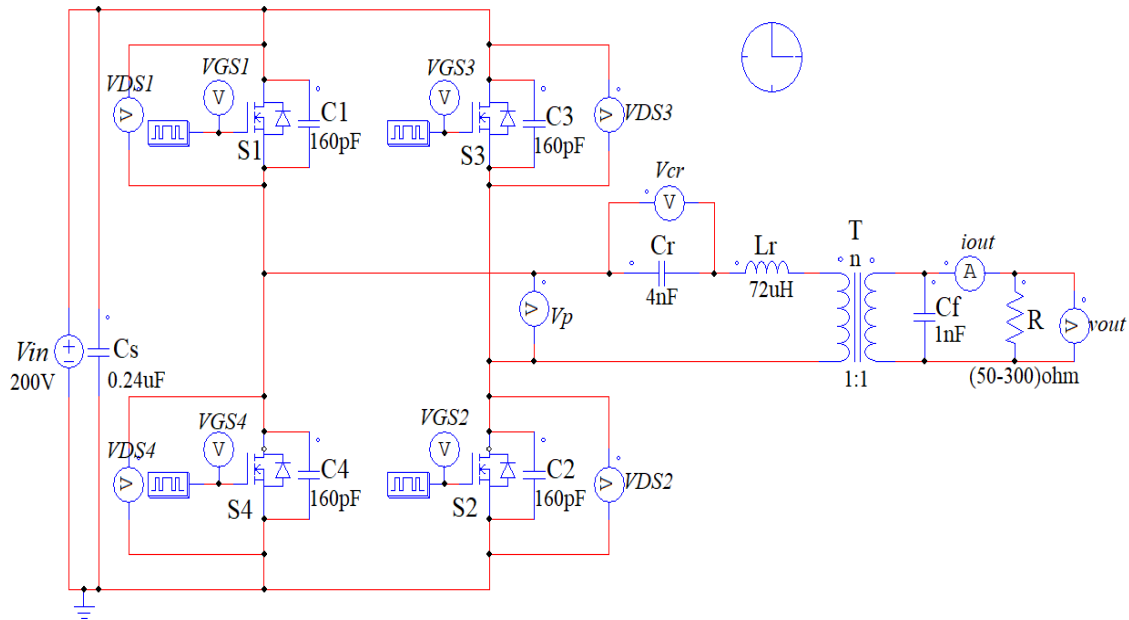 VDS1
VGS1
V
V
S1
C1
160pF
VGS3
V
S3
C3
160pF
V
VDS3
Vcr
V
Cr
4nF
Lr
72uH
T
n
1:1
iout
A
Cf
1nF
R
(50-300)ohm
V
vout
V
Vp
Vin
200V
Cs
0.24uF
VDS4
V
VGS4
V
S4
C4
160pF
VGS2
V
S2
C2
160pF
V
VDS2